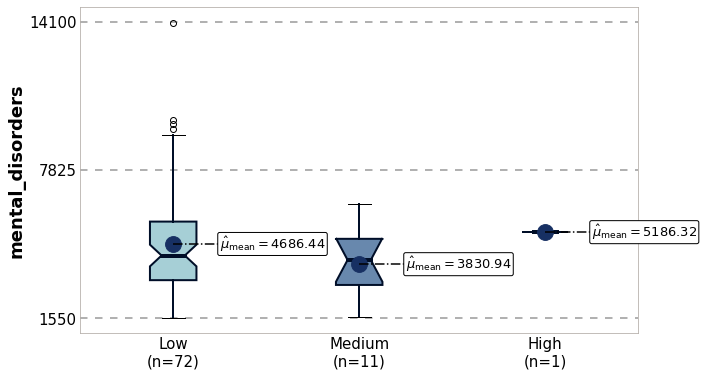 mental_disorders
14100
7825
1550
μ̂mean = 4686.44
μ̂mean = 3830.94
μ̂mean = 5186.32
Low
(n=72)
Medium
(n=11)
High
(n=1)